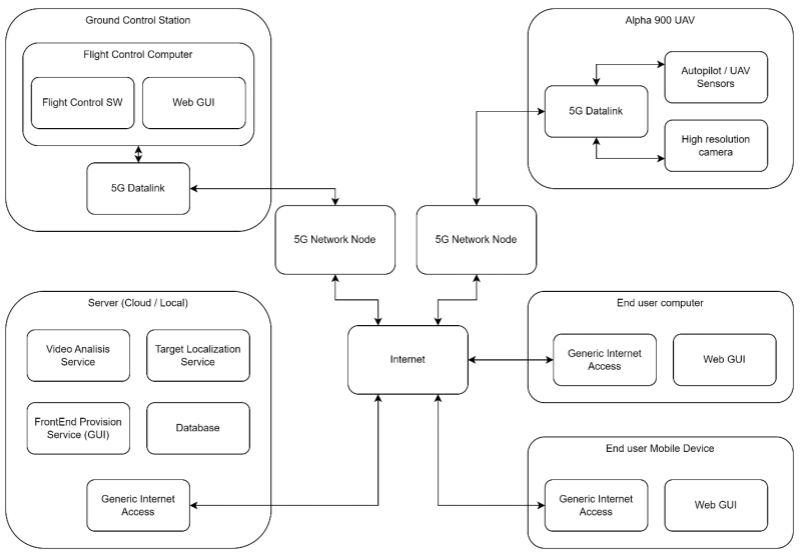 Ground Control Station
Flight Control Computer
Flight Control SW
Web GUI
5G Datalink
Alpha 900 UAV
5G Datalink
Autopilot / UAV
Sensors
High resolution
camera
5G Network Node
5G Network Node
Internet
Server (Cloud / Local)
Video Analisis
Service
Target Localization
Service
FrontEnd Provision
Service (GUI)
Database
Generic Internet
Access
End user computer
Generic Internet
Access
Web GUI
End user Mobile Device
Generic Internet
Access
Web GUI